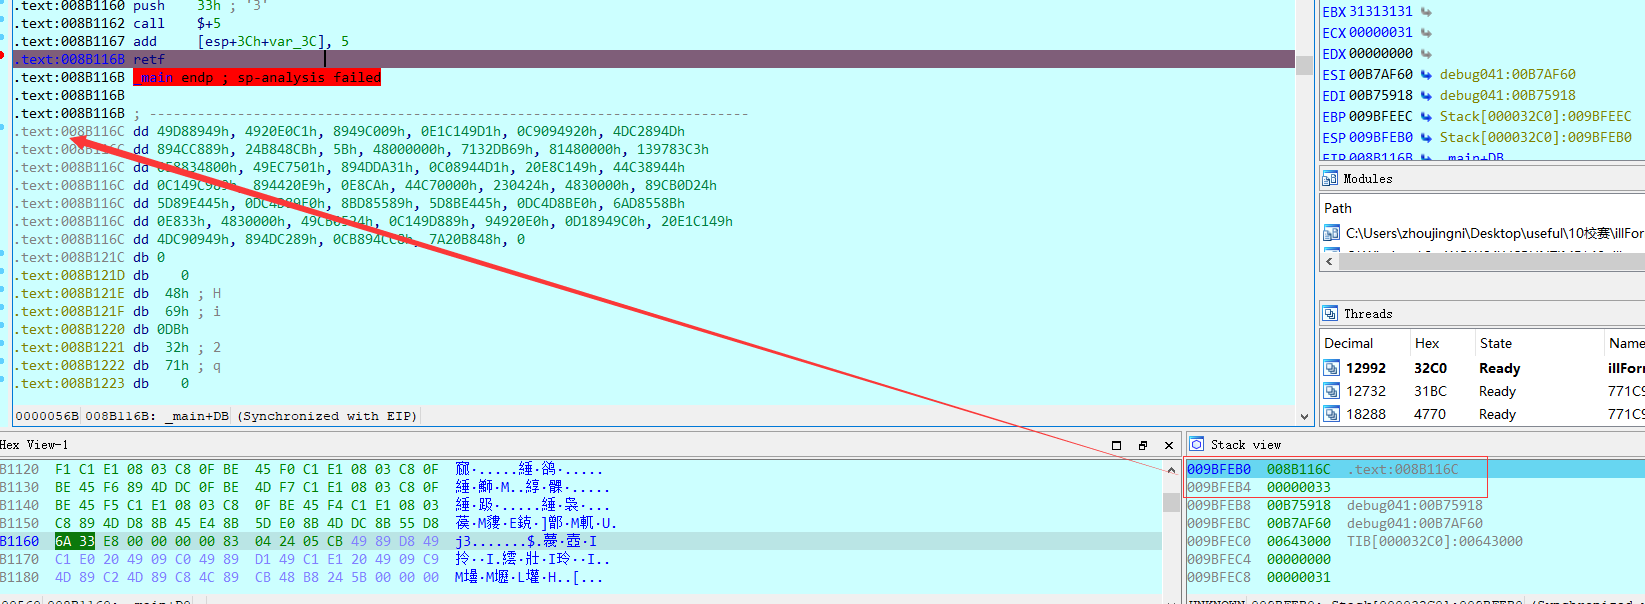 .text:008B1160 push    33h ; '3'
.text:008B1162 call    $+5
.text:008B1167 add     [esp+3Ch+var_3C], 5
.text:008B116B retf
.text:008B116B _main endp ; sp-analysis failed
.text:008B116B
.text:008B116B ; ---------------------------------------------------------------------------
.text:008B116C dd 49D88949h, 4920E0C1h, 8949C009h, 0E1C149D1h, 0C9094920h, 4DC2894Dh
.text:008B116C dd 894CC889h, 24B848CBh, 5Bh, 48000000h, 7132DB69h, 81480000h, 139783C3h
.text:008B116C dd 49EC7501h, 894DDA31h, 0C08944D1h, 20E8C149h, 44C38944h
.text:008B116C dd 894420E9h, 0E8CAh, 44C70000h, 230424h, 4830000h, 89CB0D24h
.text:008B116C dd 5D89E445h, 8BD85589h, 5D8BE445h, 0DC4D8BE0h, 6AD8558Bh
.text:008B116C dd 0E833h, 4830000h, 0C149D889h, 94920E0h, 0D18949C0h, 20E1C149h
.text:008B116C dd 4DC90949h, 894DC289h, 7A20B848h, 0
.text:008B121C db 0
.text:008B121D db    0
.text:008B121E db  48h ; H
.text:008B121F db  69h ; i
.text:008B1220 db 0DBh
.text:008B1221 db  32h ; 2
.text:008B1222 db  71h ; q
.text:008B1223 db    0
0000056B 008B116B: _main+DB (Synchronized with EIP)
EBX 31313131
ECX 00000031
EDX 00000000
ESI 00B7AF60 debug041:00B7AF60
EDI 00B75918 debug041:00B75918
EBP 009BFEEC Stack[000032C0]:009BFEEC
ESP 009BFEB0 Stack[000032C0]:009BFEB0
EIP 008B116B _main+DB
Modules
Path
C:\Users\zhoujingni\Desktop\useful\10校赛\illFor
Threads
Decimal Hex State Name
12992 32C0 Ready illFor
12732 31BC Ready 771C9
18288 4770 Ready 771C9
Hex View-1
B1120 F1 C1 E1 08 03 C8 0F BE 45 F0 C1 E1 08 03 C8 0F
B1130 BE 45 F6 89 4D DC 0F BE 4D F7 C1 E1 08 03 C8 0F
B1140 BE 45 F5 C1 E1 08 03 C8 0F BE 45 F4 C1 E1 08 03
B1150 C8 89 4D D8 8B 45 E4 8B 5D E0 8B 4D DC 8B 55 D8
B1160 6A 33 E8 00 00 00 00 83 04 24 05 CB 49 89 D8 49
B1170 C1 E0 20 49 09 C0 49 89 D1 49 C1 E1 20 49 09 C9
B1180 4D 89 C2 4D 89 C8 4C 89 CB 48 B8 24 5B 00 00 00
Stack view
009BFEB0 008B116C .text:008B116C
009BFEB4 00000033
009BFEB8 00B75918 debug041:00B75918
009BFEBC 00B7AF60 debug041:00B7AF60
009BFEC0 00643000 TIB[000032C0]:00643000
009BFEC4 00000000
009BFEC8 00000031